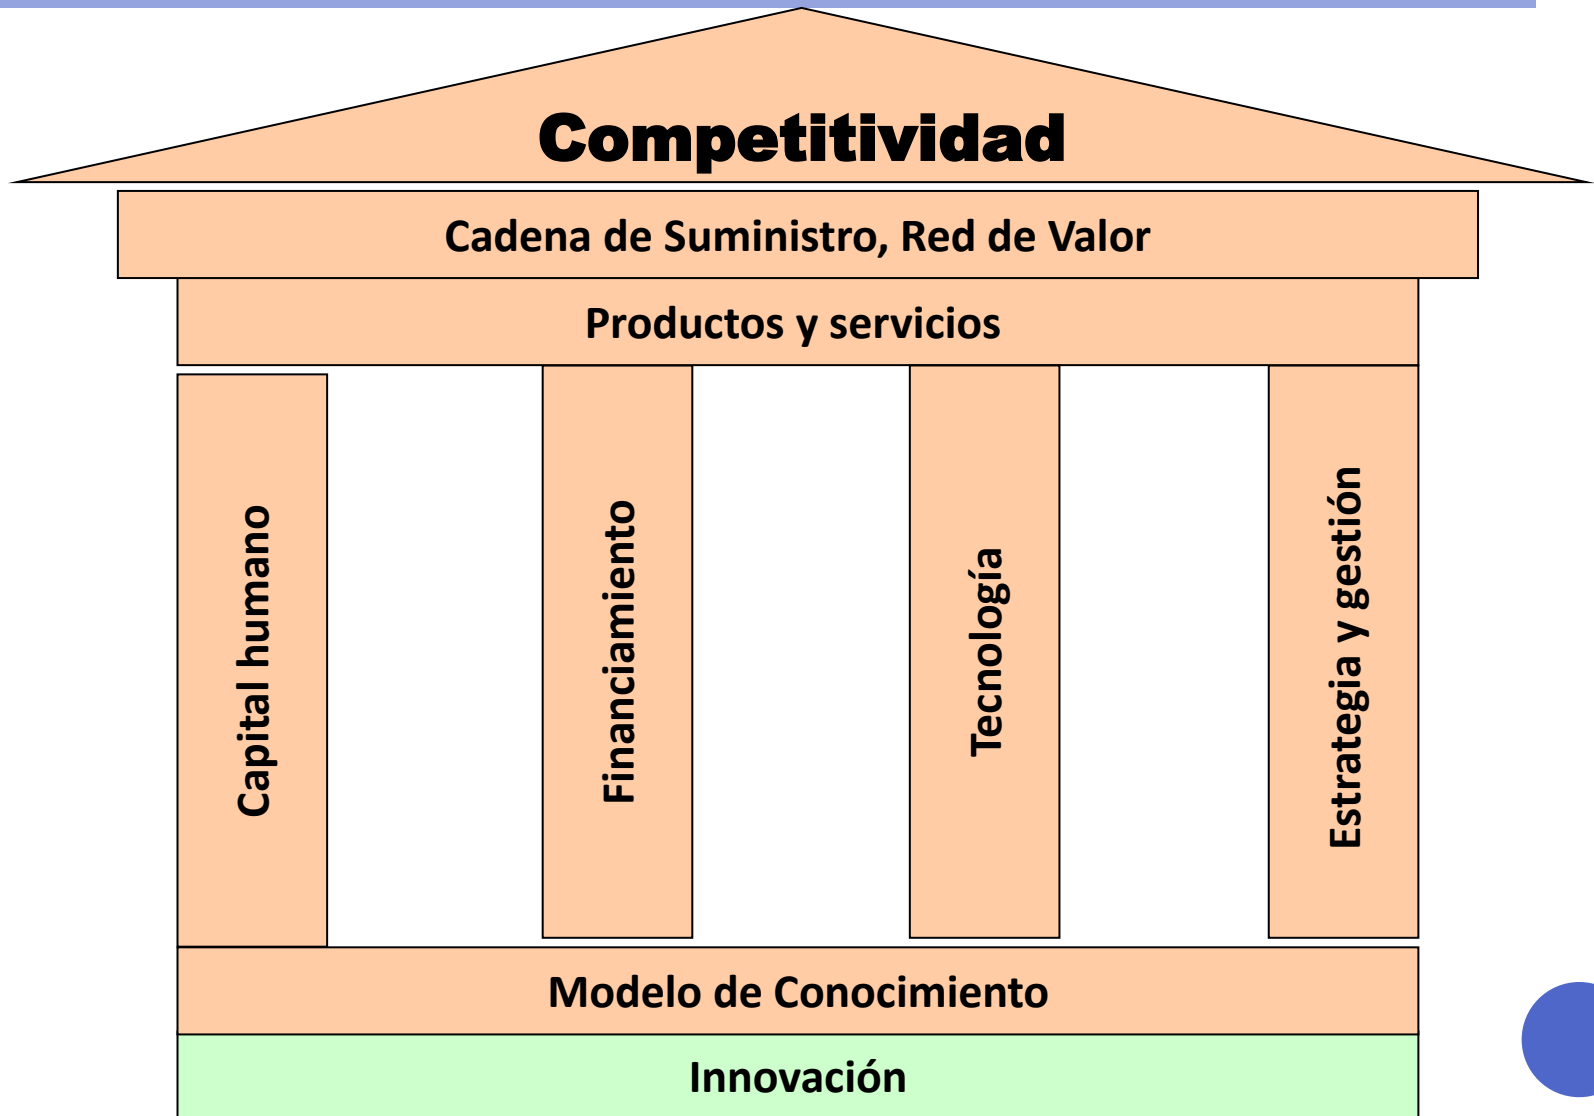 Competitividad
Cadena de Suministro, Red de Valor
Productos y servicios
Capital humano
Financiamiento
Tecnología
Estrategia y gestión
Modelo de Conocimiento
Innovación